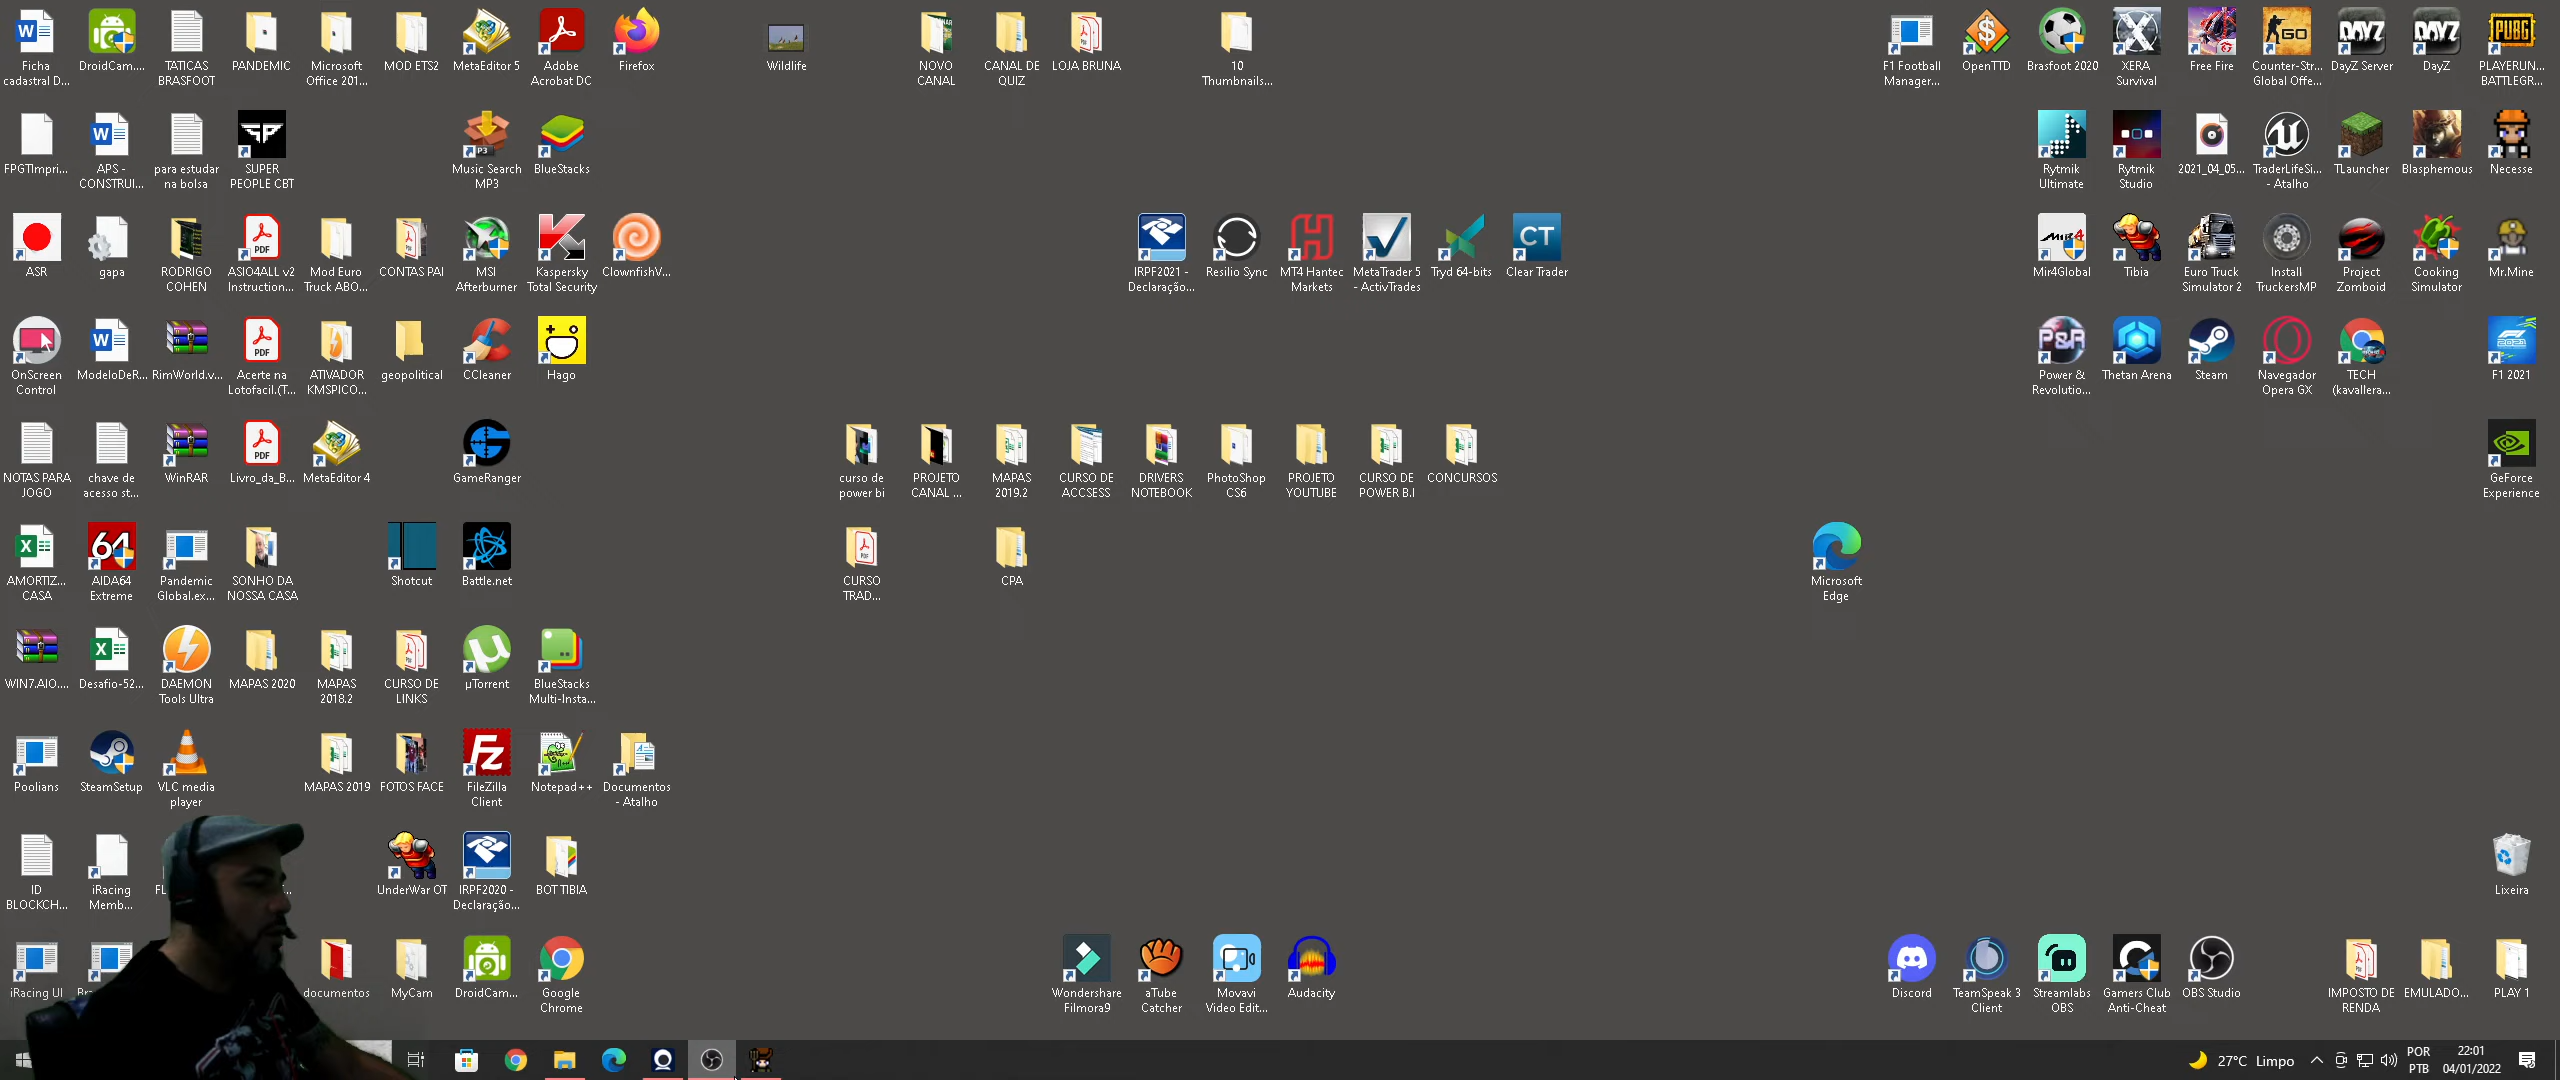 Ficha
cadastral D...
DroidCam....
TATICAS
BRASFOOT
PANDEMIC
Microsoft
Office 201...
MOD ETS2
MetaEditor 5
Adobe
Acrobat DC
Firefox
Wildlife
NOVO
CANAL
CANAL DE
QUIZ
LOJA BRUNA
10
Thumbnails...
F1 Football
Manager...
OpenTTD
Brasfoot 2020
XERA
Survival
Free Fire
Counter-Str...
Global Offe...
DayZ Server
DayZ
PLAYERUN...
BATTLEGR...
FPGTImpri...
APS -
CONSTRUI...
para estudar
na bolsa
SUPER
PEOPLE CBT
Music Search
MP3
BlueStacks
Rytmik
Ultimate
Rytmik
Studio
2021_04_05...
TraderLifeSi...
- Atalho
TLauncher
Blasphemous
Necesse
ASR
gapa
RODRIGO
COHEN
ASIO4ALL v2
Instruction...
Mod Euro
Truck ABO...
CONTAS PAI
MSI
Afterburner
Kaspersky
Total Security
ClownfishV...
IRPF2021 -
Declaração...
Resilio Sync
MT4 Hantec
Markets
MetaTrader 5
- ActivTrades
Tryd 64-bits
Clear Trader
Mir4Global
Tibia
Euro Truck
Simulator 2
Install
TruckersMP
Project
Zomboid
Cooking
Simulator
Mr.Mine
OnScreen
Control
ModeloDeR...
RimWorld.v...
Acerte na
Lotofacil.(T...
ATIVADOR
KMSPICO...
geopolitical
CCleaner
Hago
Power &
Revolutio...
Thetan Arena
Steam
Navegador
Opera GX
TECH
(kavallera...
F1 2021
NOTAS PARA
JOGO
chave de
acesso st...
WinRAR
Livro_da_B...
MetaEditor 4
GameRanger
curso de
power bi
PROJETO
CANAL ...
MAPAS
2019.2
CURSO DE
ACCSESS
DRIVERS
NOTEBOOK
PhotoShop
CS6
PROJETO
YOUTUBE
CURSO DE
POWER B.I
CONCURSOS
GeForce
Experience
AMORTIZ...
CASA
AIDA64
Extreme
Pandemic
Global.ex...
SONHO DA
NOSSA CASA
Shotcut
Battle.net
CURSO
TRAD...
CPA
Microsoft
Edge
WIN7.AIO....
Desafio-52...
DAEMON
Tools Ultra
MAPAS 2020
MAPAS
2018.2
CURSO DE
LINKS
µTorrent
BlueStacks
Multi-Insta...
Poolians
SteamSetup
VLC media
player
MAPAS 2019
FOTOS FACE
FileZilla
Client
Notepad++
Documentos
- Atalho
ID
BLOCKCH...
iRacing
Memb...
UnderWar OT
IRPF2020 -
Declaração...
BOT TIBIA
Lixeira
iRacing UI
documentos
MyCam
DroidCam...
Google
Chrome
Wondershare
Filmora9
aTube
Catcher
Movavi
Video Edit...
Audacity
Discord
TeamSpeak 3
Client
Streamlabs
OBS
Gamers Club
Anti-Cheat
OBS Studio
IMPOSTO DE
RENDA
EMULADO...
PLAY 1
27°C Limpo
POR
PTB
22:01
04/01/2022